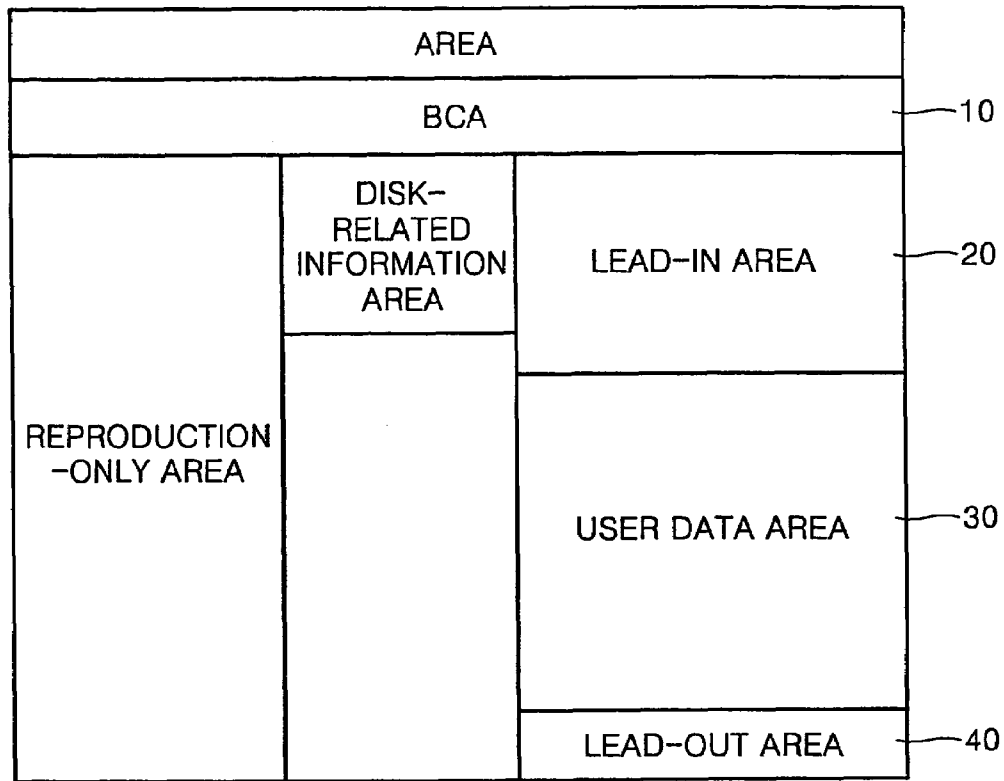 AREA
BCA
10
DISK-
RELATED
INFORMATION
AREA
LEAD-IN AREA
20
REPRODUCTION
-ONLY AREA
USER DATA AREA
30
LEAD-OUT AREA
40